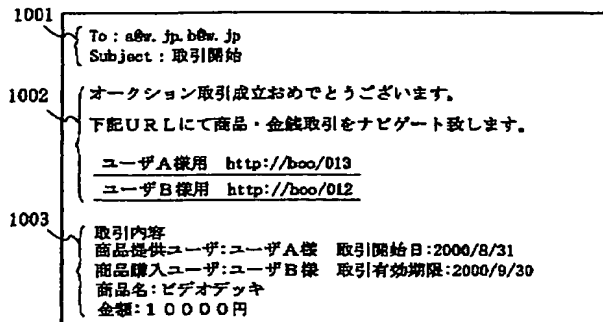 1001
To：a@w.jp.b@w.jp
Subject：取引開始
1002
オークション取引成立おめでとうございます。
下記URLにて商品・金銭取引をナビゲート致します。
ユーザA様用 http://boo/013
ユーザB様用 http://boo/012
1003
取引内容
商品提供ユーザ:ユーザA様 取引開始日:2000/8/31
商品購入ユーザ:ユーザB様 取引有効期限:2000/9/30
商品名:ビデオデッキ
金額:10000円